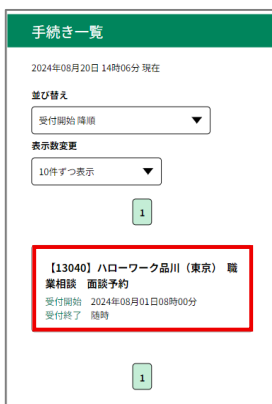 手続き一覧
2024年08月20日 14時06分 現在
並び替え
受付開始 降順
表示数変更
10件ずつ表示
1
【13040】ハローワーク品川（東京） 職
業相談 面談予約
受付開始 2024年08月01日08時00分
受付終了 随時
1